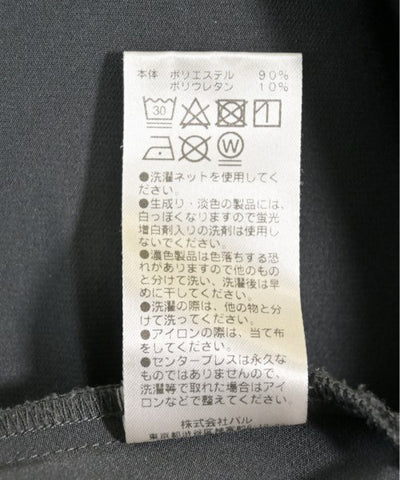 本体 ポリエステル 90%
ポリウレタン 10%
30
W
●洗濯ネットを使用してく
ださい。
●生成り・淡色の製品には、
白っぽくなりますので蛍光
増白剤入りの洗剤は使用し
ないでください。
●濃色製品は色落ちする恐
れがありますので他のもの
と分けて洗い、洗濯後は早
めに干してください。
●洗濯の際は、他の物と分
けて洗ってください。
●アイロンの際は、当て布
をしてください。
●センタープレスは永久な
ものではありませんので、
洗濯等で取れた場合はアイ
ロンなどで整えてください。
株式会社パル
東京都渋谷区